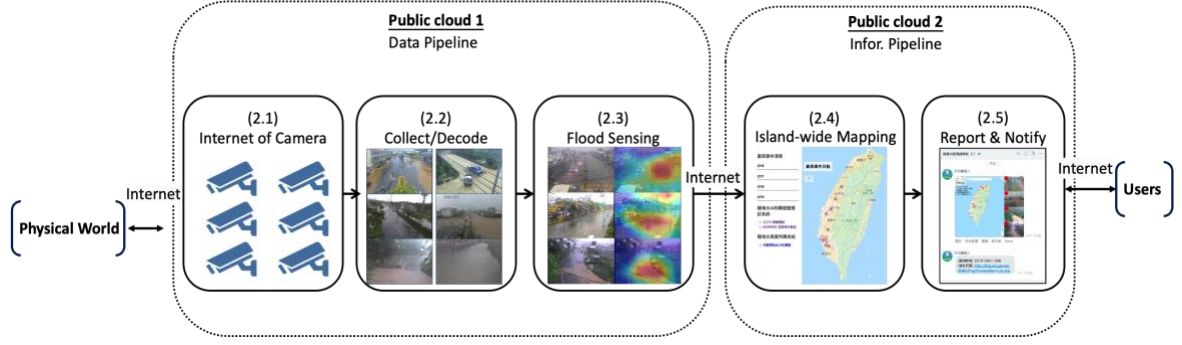 Public cloud 1
Data Pipeline
Public cloud 2
Infor. Pipeline
(2.1)
Internet of Camera
(2.2)
Collect/Decode
(2.3)
Flood Sensing
(2.4)
Island-wide Mapping
(2.5)
Report & Notify
Physical World
Internet
Internet
Internet
Users